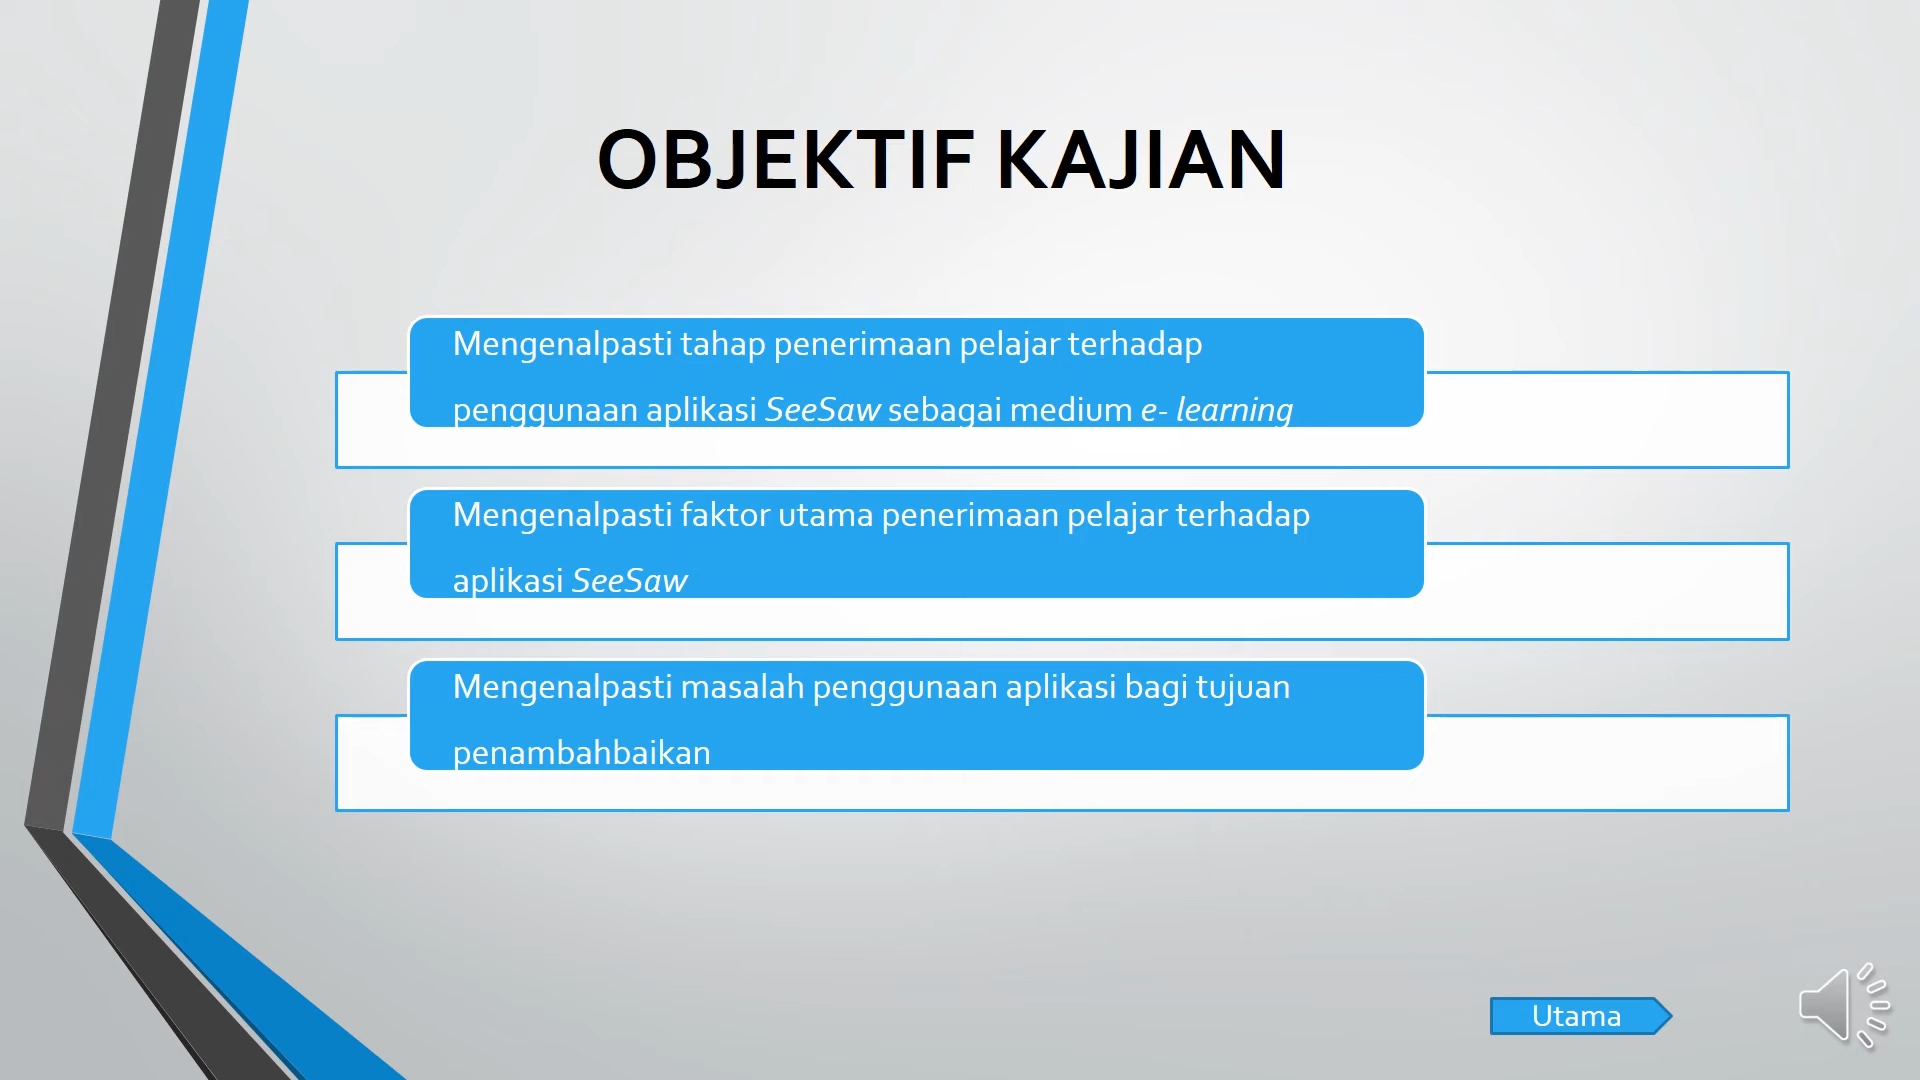 OBJEKTIF KAJIAN
Mengenalpasti tahap penerimaan pelajar terhadap
penggunaan aplikasi SeeSaw sebagai medium e- learning
Mengenalpasti faktor utama penerimaan pelajar terhadap
aplikasi SeeSaw
Mengenalpasti masalah penggunaan aplikasi bagi tujuan
penambahbaikan
Utama